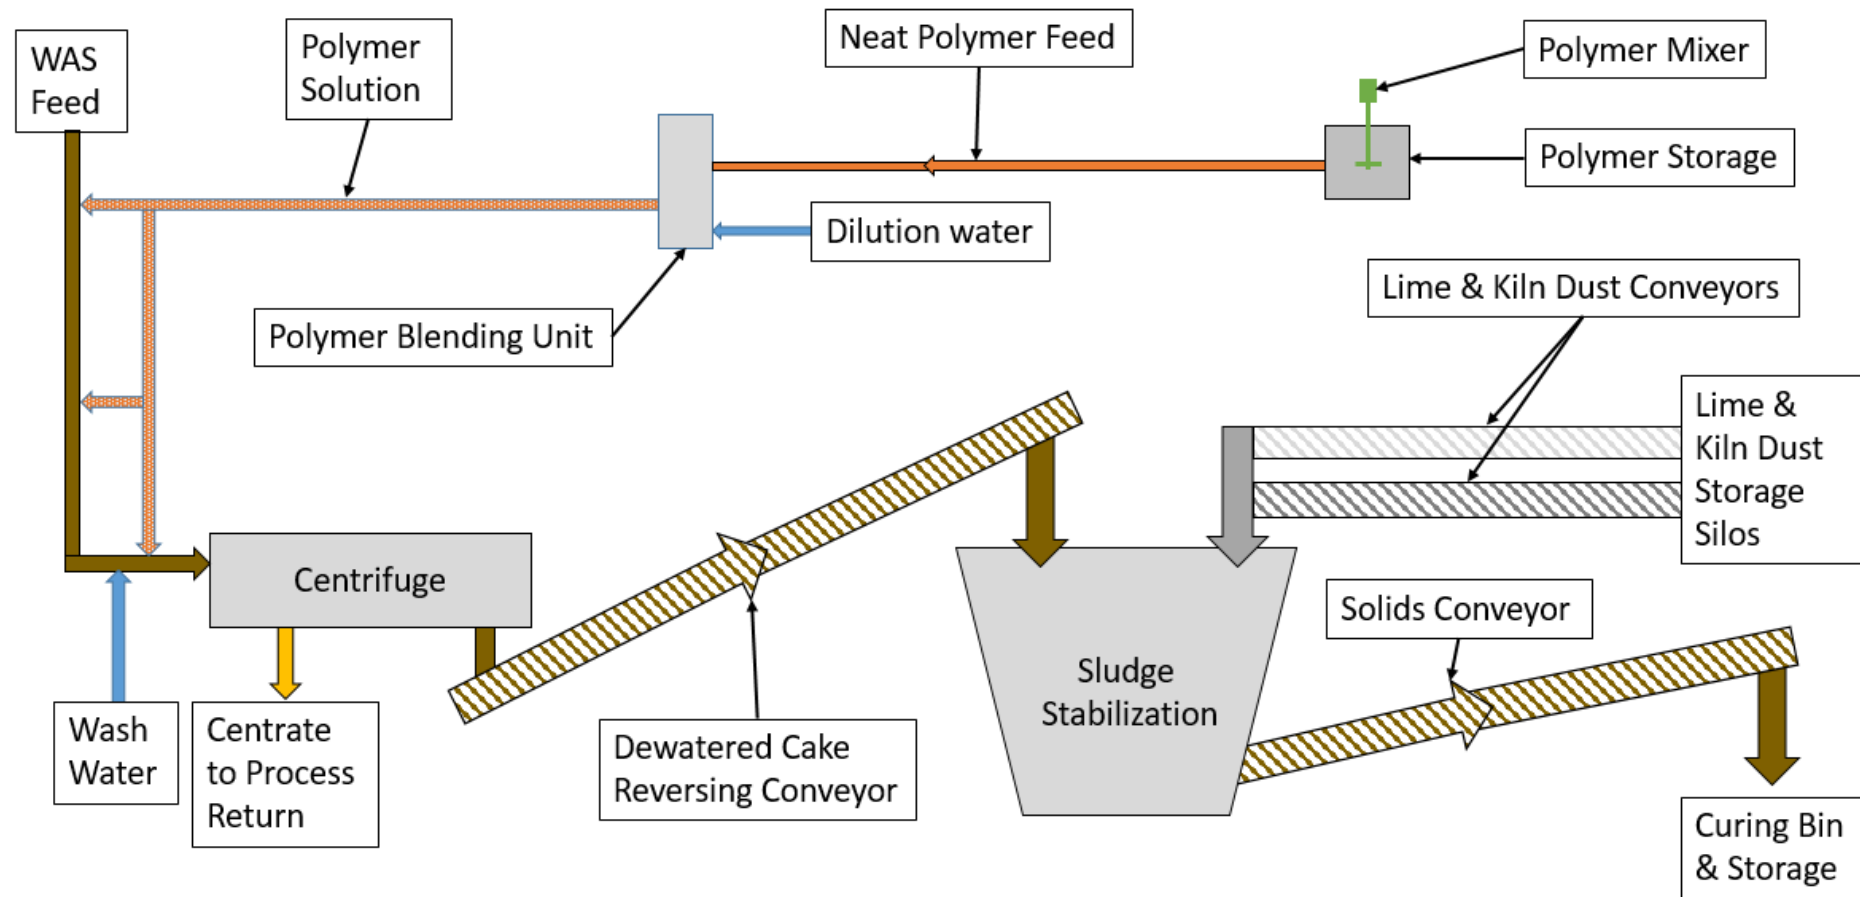 WAS
Feed
Polymer
Solution
Neat Polymer Feed
Polymer Mixer
Polymer Storage
Dilution water
Polymer Blending Unit
Lime & Kiln Dust Conveyors
Lime &
Kiln Dust
Storage
Silos
Centrifuge
Solids Conveyor
Sludge
Stabilization
Wash
Water
Centrate
to Process
Return
Dewatered Cake
Reversing Conveyor
Curing Bin
& Storage